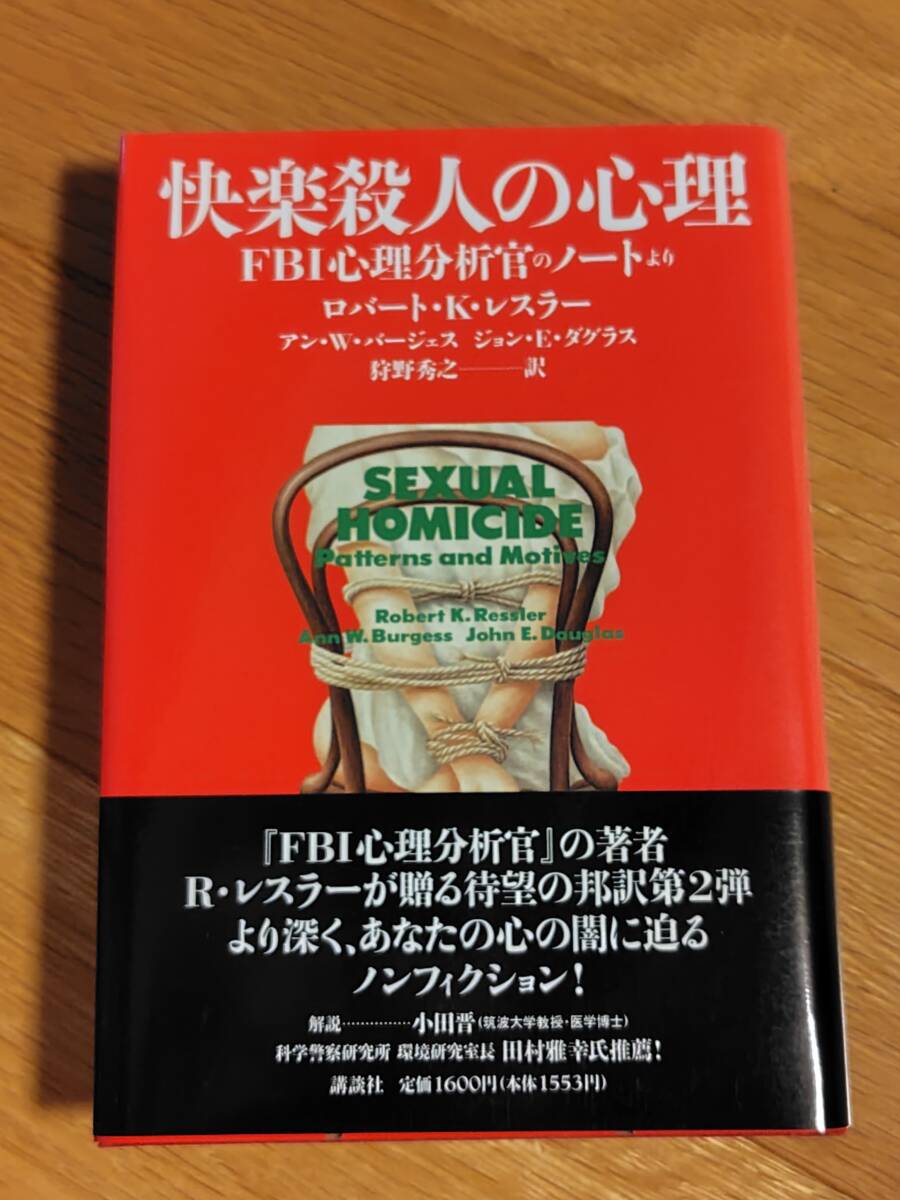 快楽殺人の心理
FBI心理分析官のノートより
ロバート・K・レスラー
アン・W・バージェス ジョン・E・ダグラス
狩野秀之――訳
SEXUAL
HOMICIDE
Patterns and Motives
Robert K. Ressler
Ann W. Burgess John E. Douglas
『FBI心理分析官』の著者
R・レスラーが贈る待望の邦訳第2弾
より深く、あなたの心の闇に迫る
ノンフィクション!
解説……………小田晋(筑波大学教授・医学博士)
科学警察研究所 環境研究室長 田村雅幸氏推薦!
講談社 定価1600円(本体1553円)